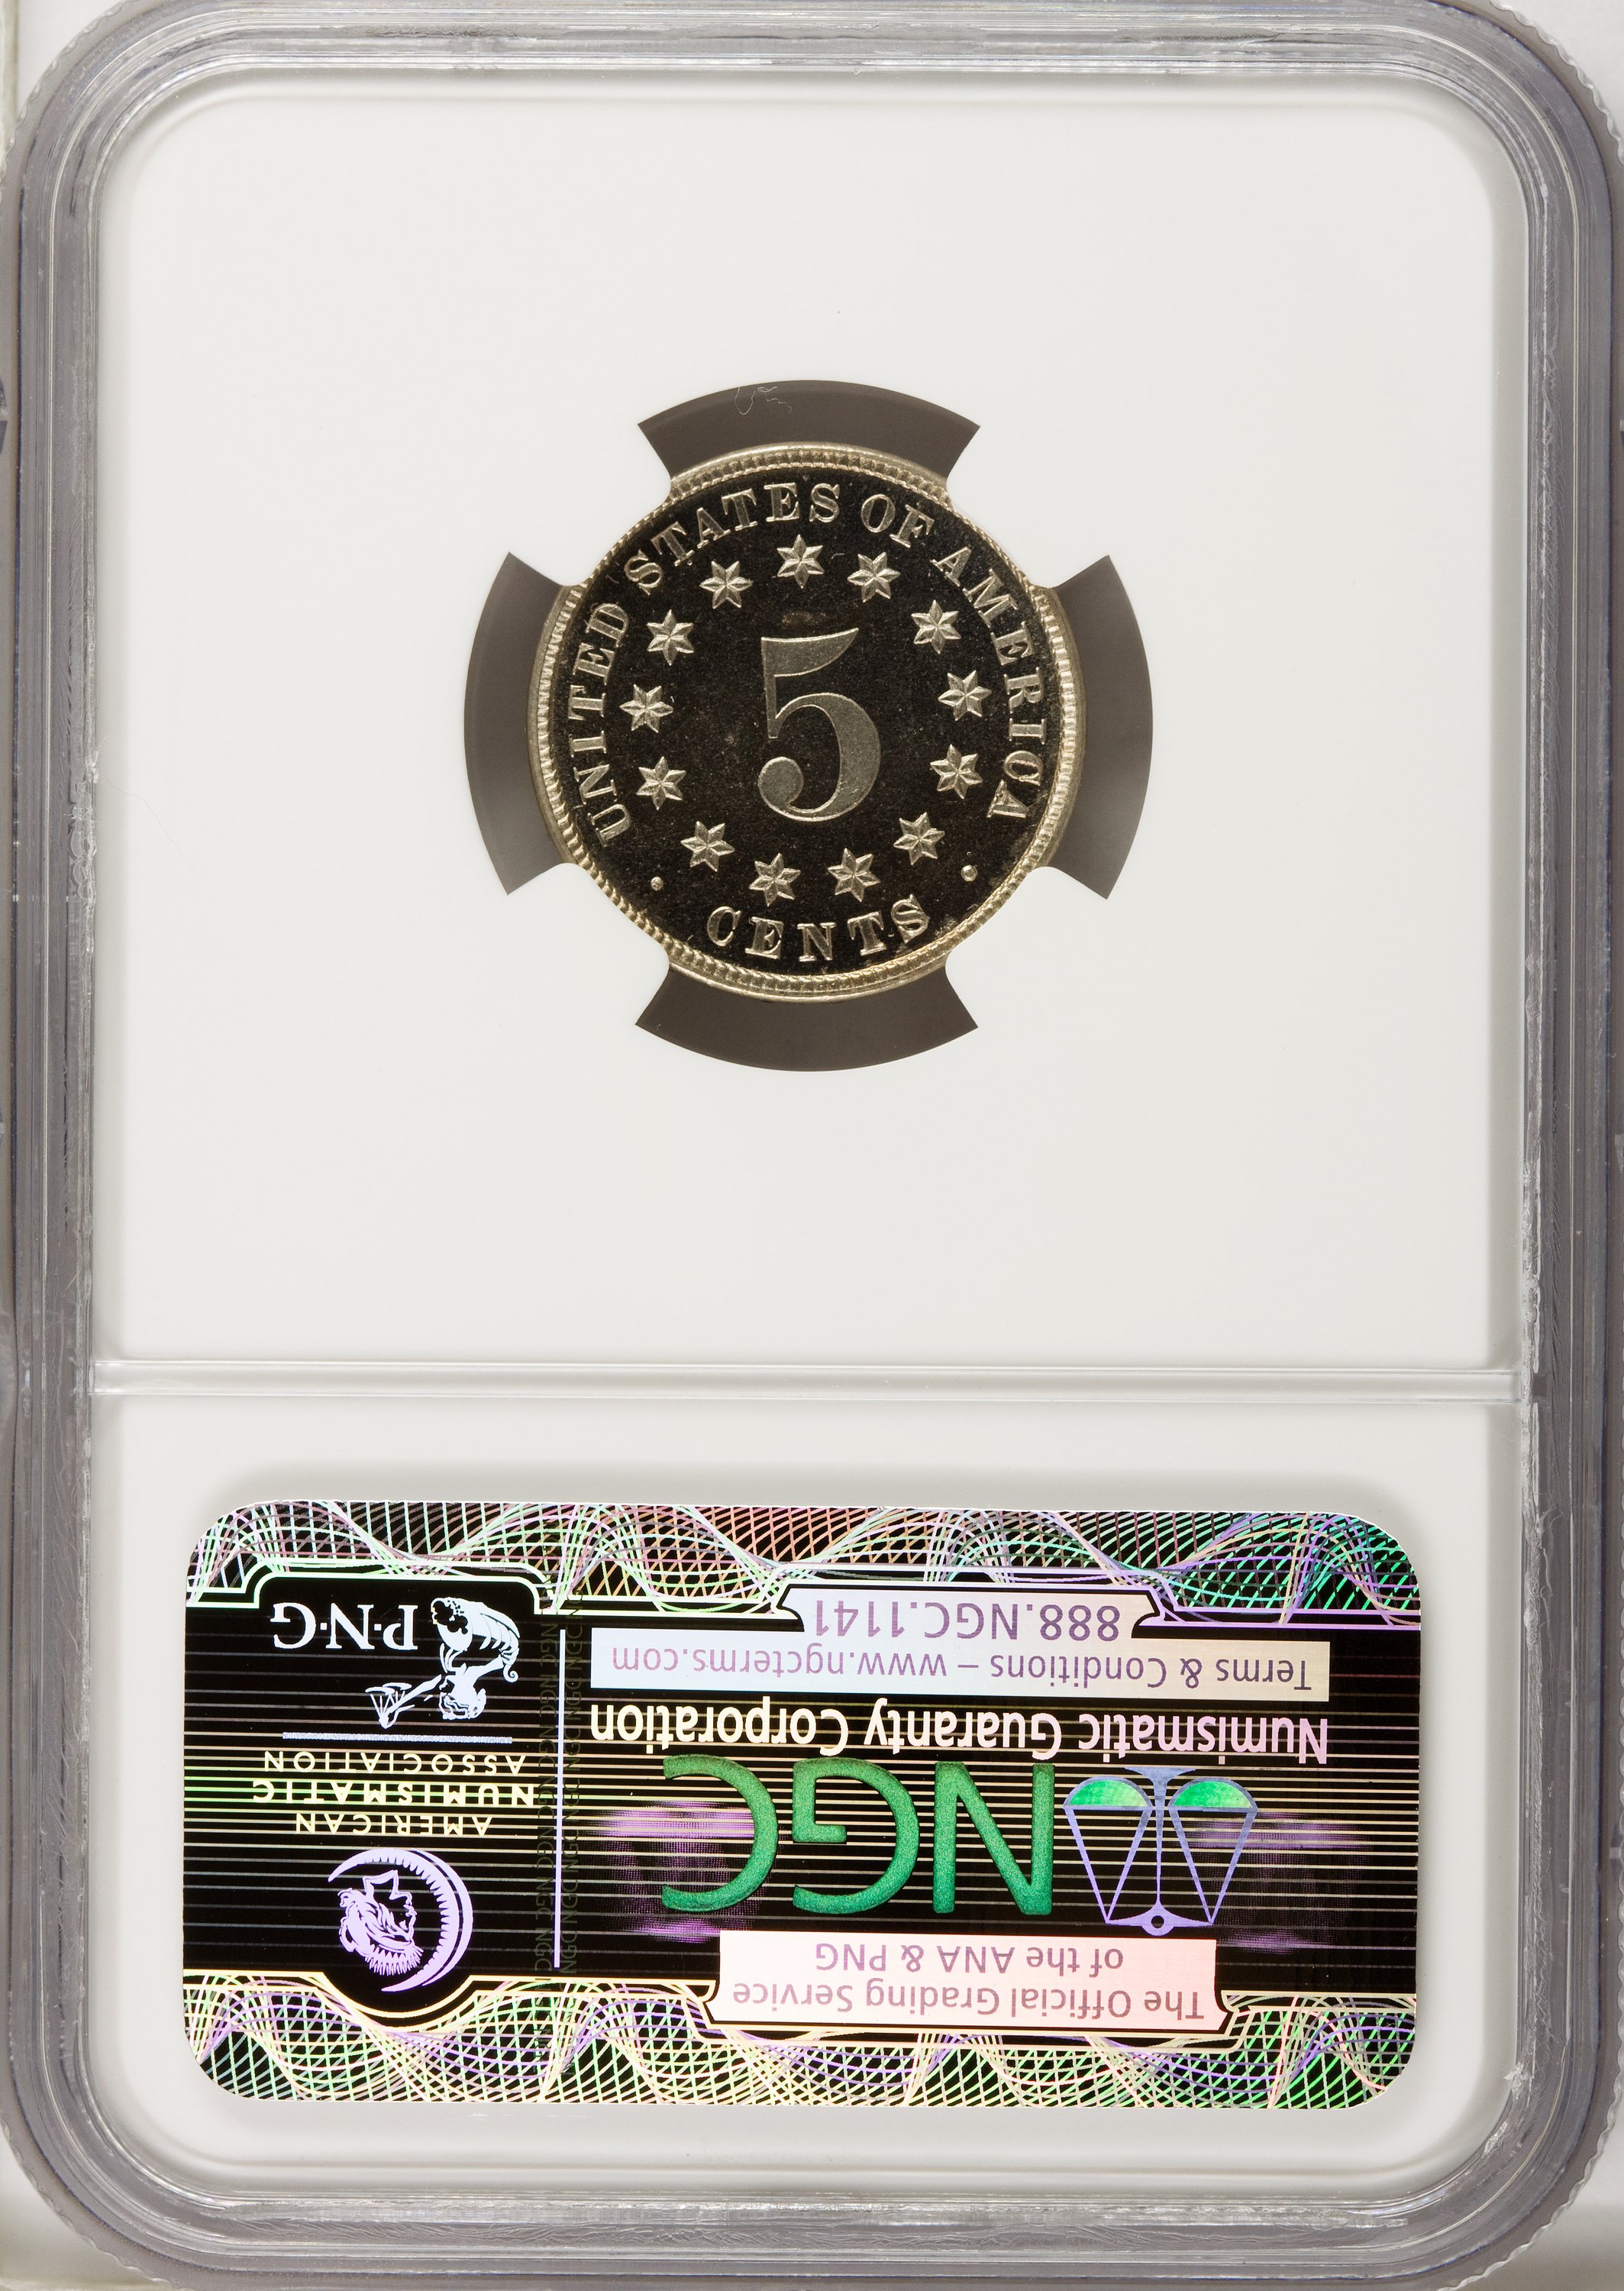 UNITED STATES OF AMERICA
5
CENTS
The Official Grading Service
of the ANA & PNG
NGC
Numismatic Guaranty Corporation
Terms & Conditions – www.ngcterms.com
888.NGC.1141
AMERICAN
NUMISMATIC
ASSOCIATION
P·N·G